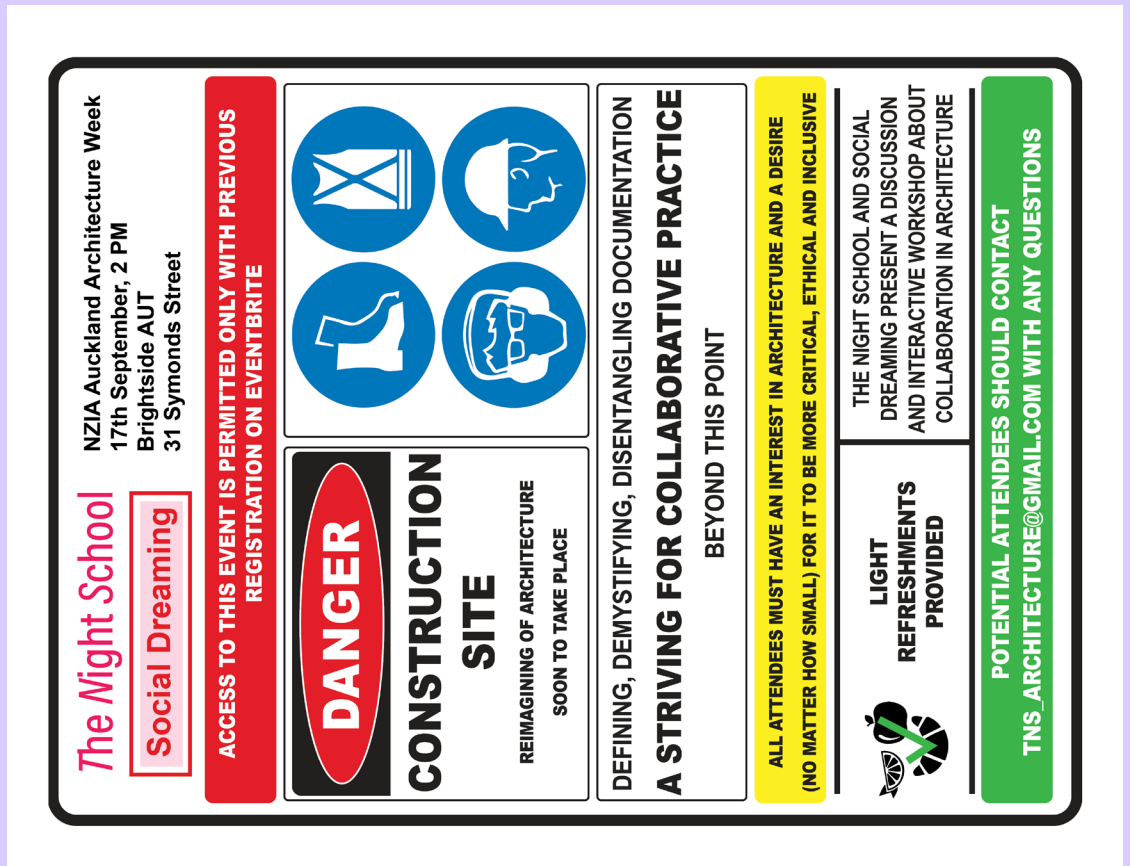 The Night School
Social Dreaming
NZIA Auckland Architecture Week
17th September, 2 PM
Brightside AUT
31 Symonds Street
ACCESS TO THIS EVENT IS PERMITTED ONLY WITH PREVIOUS
REGISTRATION ON EVENTBRITE
DANGER
CONSTRUCTION
SITE
REIMAGINING OF ARCHITECTURE
SOON TO TAKE PLACE
DEFINING, DEMYSTIFYING, DISENTANGLING DOCUMENTATION
A STRIVING FOR COLLABORATIVE PRACTICE
BEYOND THIS POINT
ALL ATTENDEES MUST HAVE AN INTEREST IN ARCHITECTURE AND A DESIRE
(NO MATTER HOW SMALL) FOR IT TO BE MORE CRITICAL, ETHICAL AND INCLUSIVE
LIGHT
REFRESHMENTS
PROVIDED
THE NIGHT SCHOOL AND SOCIAL
DREAMING PRESENT A DISCUSSION
AND INTERACTIVE WORKSHOP ABOUT
COLLABORATION IN ARCHITECTURE
POTENTIAL ATTENDEES SHOULD CONTACT
TNS_ARCHITECTURE@GMAIL.COM WITH ANY QUESTIONS